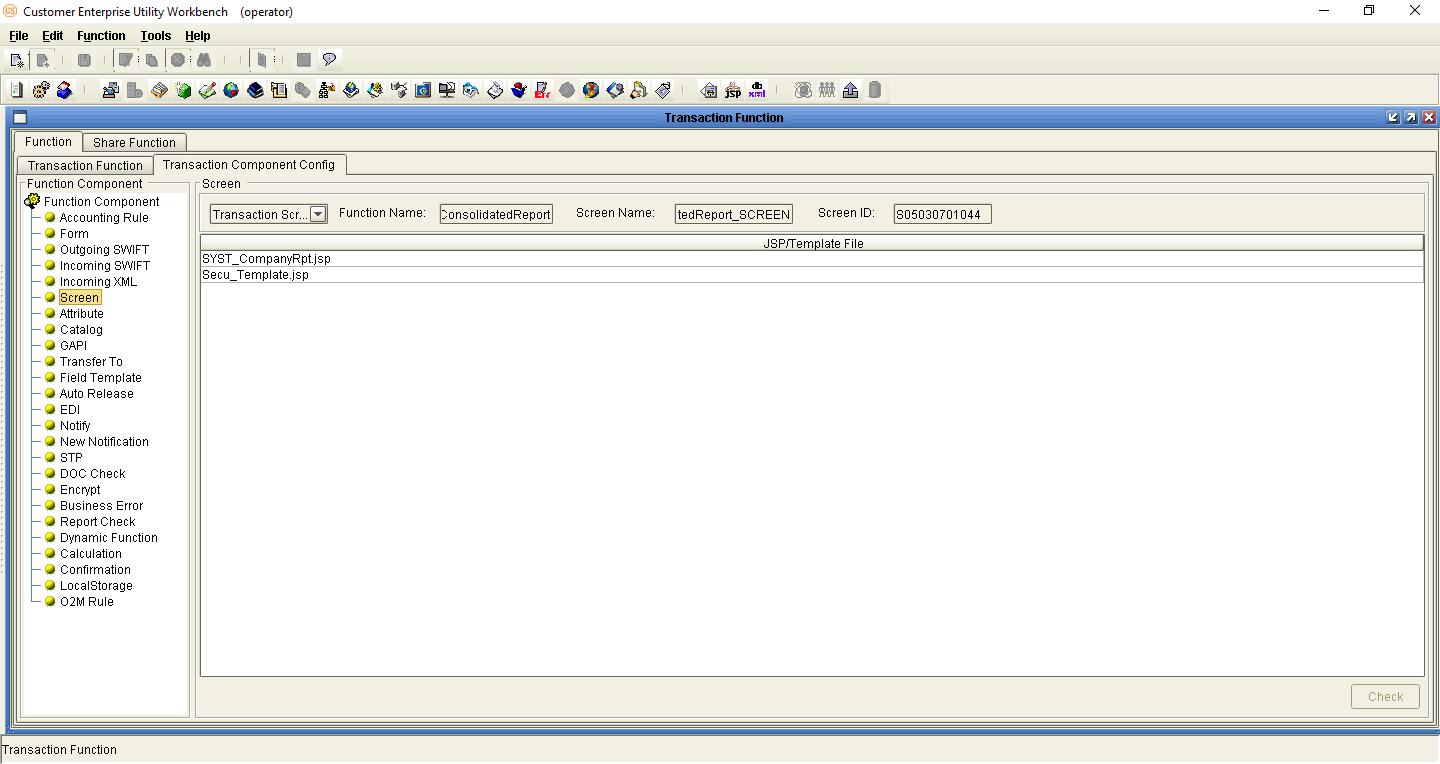 CS Customer Enterprise Utility Workbench (operator)
File Edit Function Tools Help
jsp xml
Transaction Function
Function Share Function
Transaction Function Transaction Component Config
Function Component
Function Component
Accounting Rule
Form
Outgoing SWIFT
Incoming SWIFT
Incoming XML
Screen
Attribute
Catalog
GAPI
Transfer To
Field Template
Auto Release
EDI
Notify
New Notification
STP
DOC Check
Encrypt
Business Error
Report Check
Dynamic Function
Calculation
Confirmation
LocalStorage
O2M Rule
Screen
Transaction Scr... Function Name: ConsolidatedReport Screen Name: tedReport_SCREEN Screen ID: S05030701044
JSP/Template File
SYST_CompanyRpt.jsp
Secu_Template.jsp
Check
Transaction Function